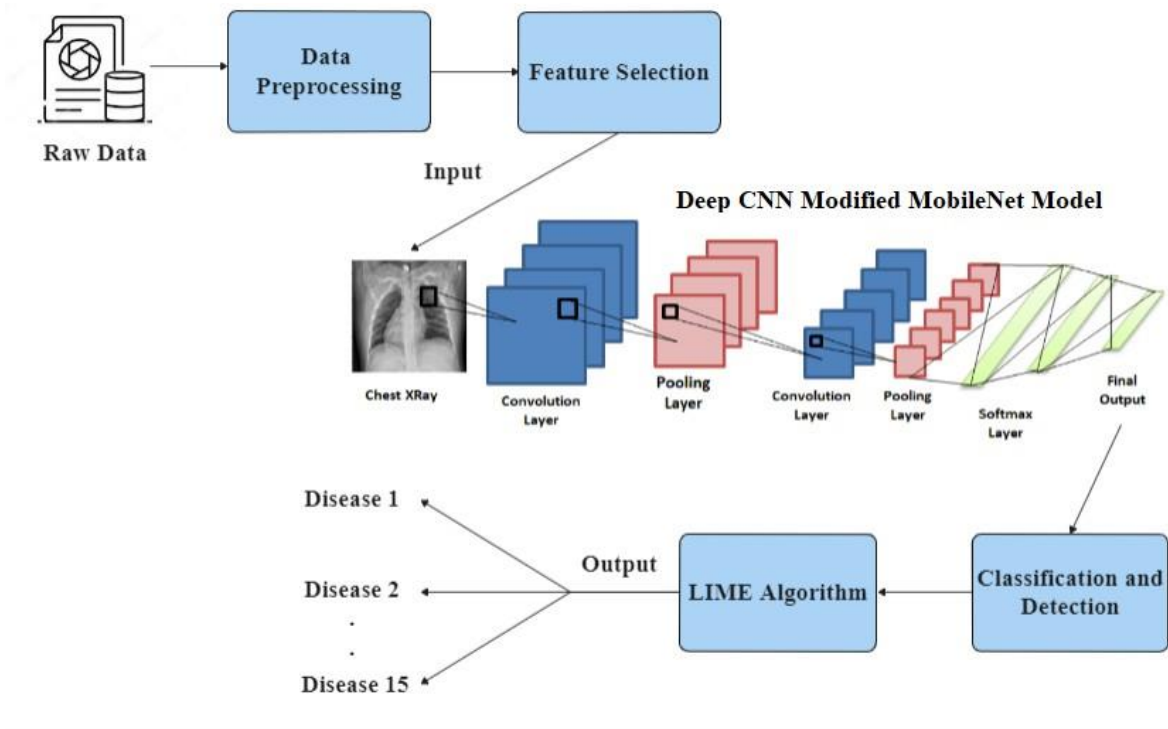 Data
Preprocessing
Feature Selection
Raw Data
Input
Deep CNN Modified MobileNet Model
Chest XRay
Convolution
Layer
Pooling
Layer
Convolution
Layer
Pooling
Layer
Softmax
Layer
Final
Output
Classification and
Detection
LIME Algorithm
Output
Disease 1
Disease 2
.
.
Disease 15